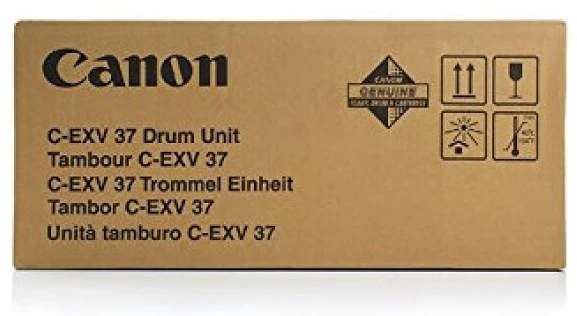 Canon
CANON
GENUINE
C-EXV 37 Drum Unit
Tambour C-EXV 37
C-EXV 37 Trommel Einheit
Tambor C-EXV 37
Unità tamburo C-EXV 37